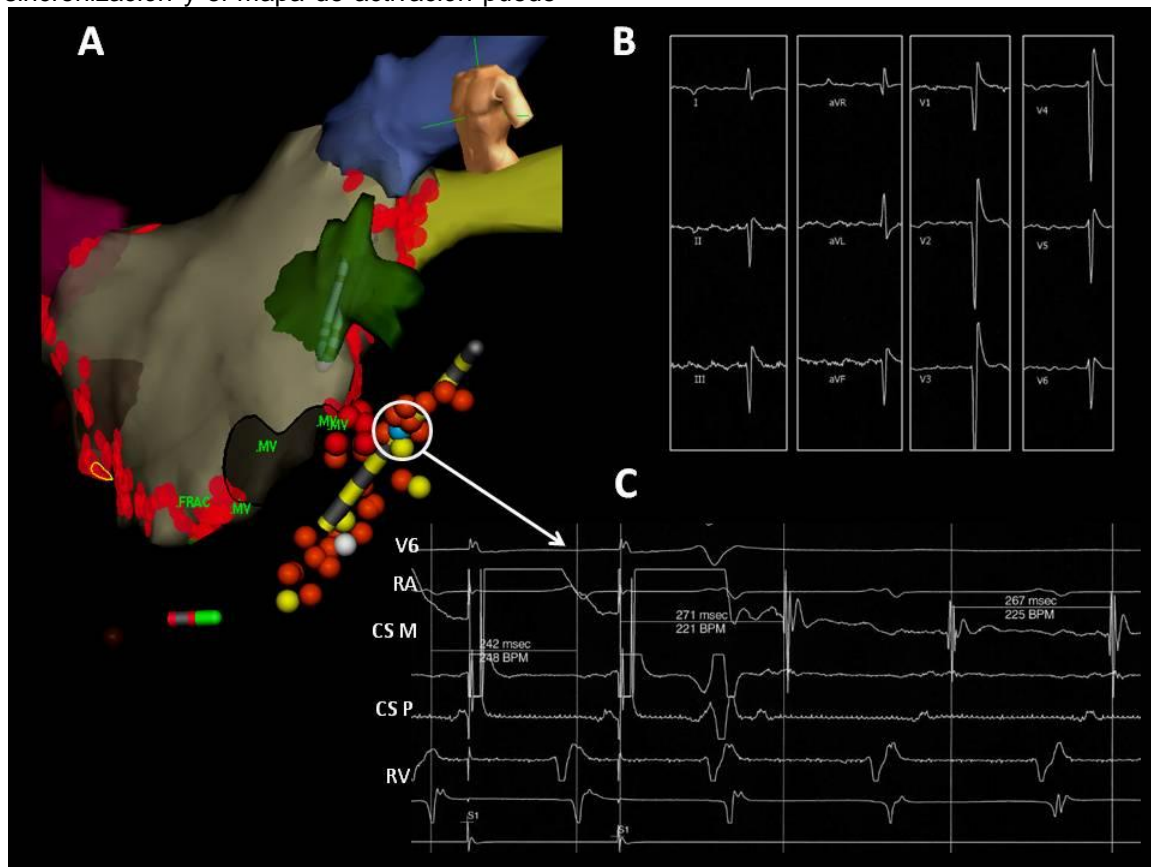 sincronización y el mapa de activación puede
A
B
I
aVR
V1
V4
II
aVL
V2
V5
III
aVF
V3
V6
MV
MV
MV
FRAC
MV
C
V6
RA
CS M
CS P
RV
242 msec
248 BPM
271 msec
221 BPM
267 msec
225 BPM
S1
S1